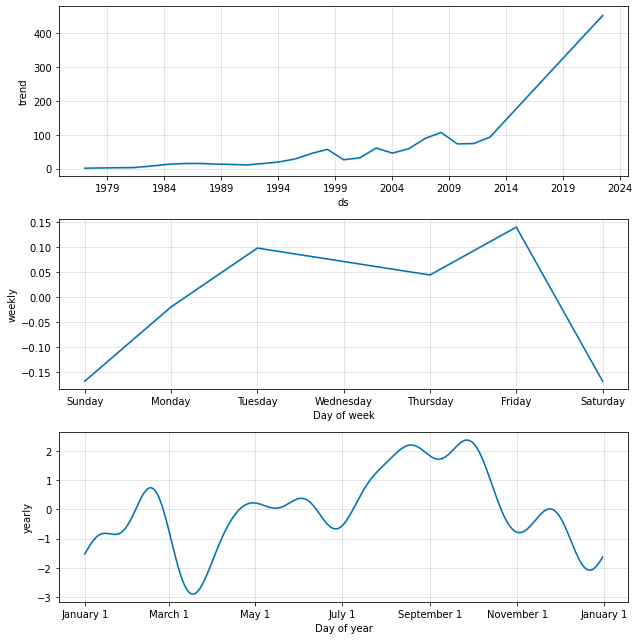 trend
400
300
200
100
0
1979 1984 1989 1994 1999 2004 2009 2014 2019 2024
ds
weekly
0.15
0.10
0.05
0.00
−0.05
−0.10
−0.15
Sunday Monday Tuesday Wednesday Thursday Friday Saturday
Day of week
yearly
2
1
0
−1
−2
−3
January 1 March 1 May 1 July 1 September 1 November 1 January 1
Day of year